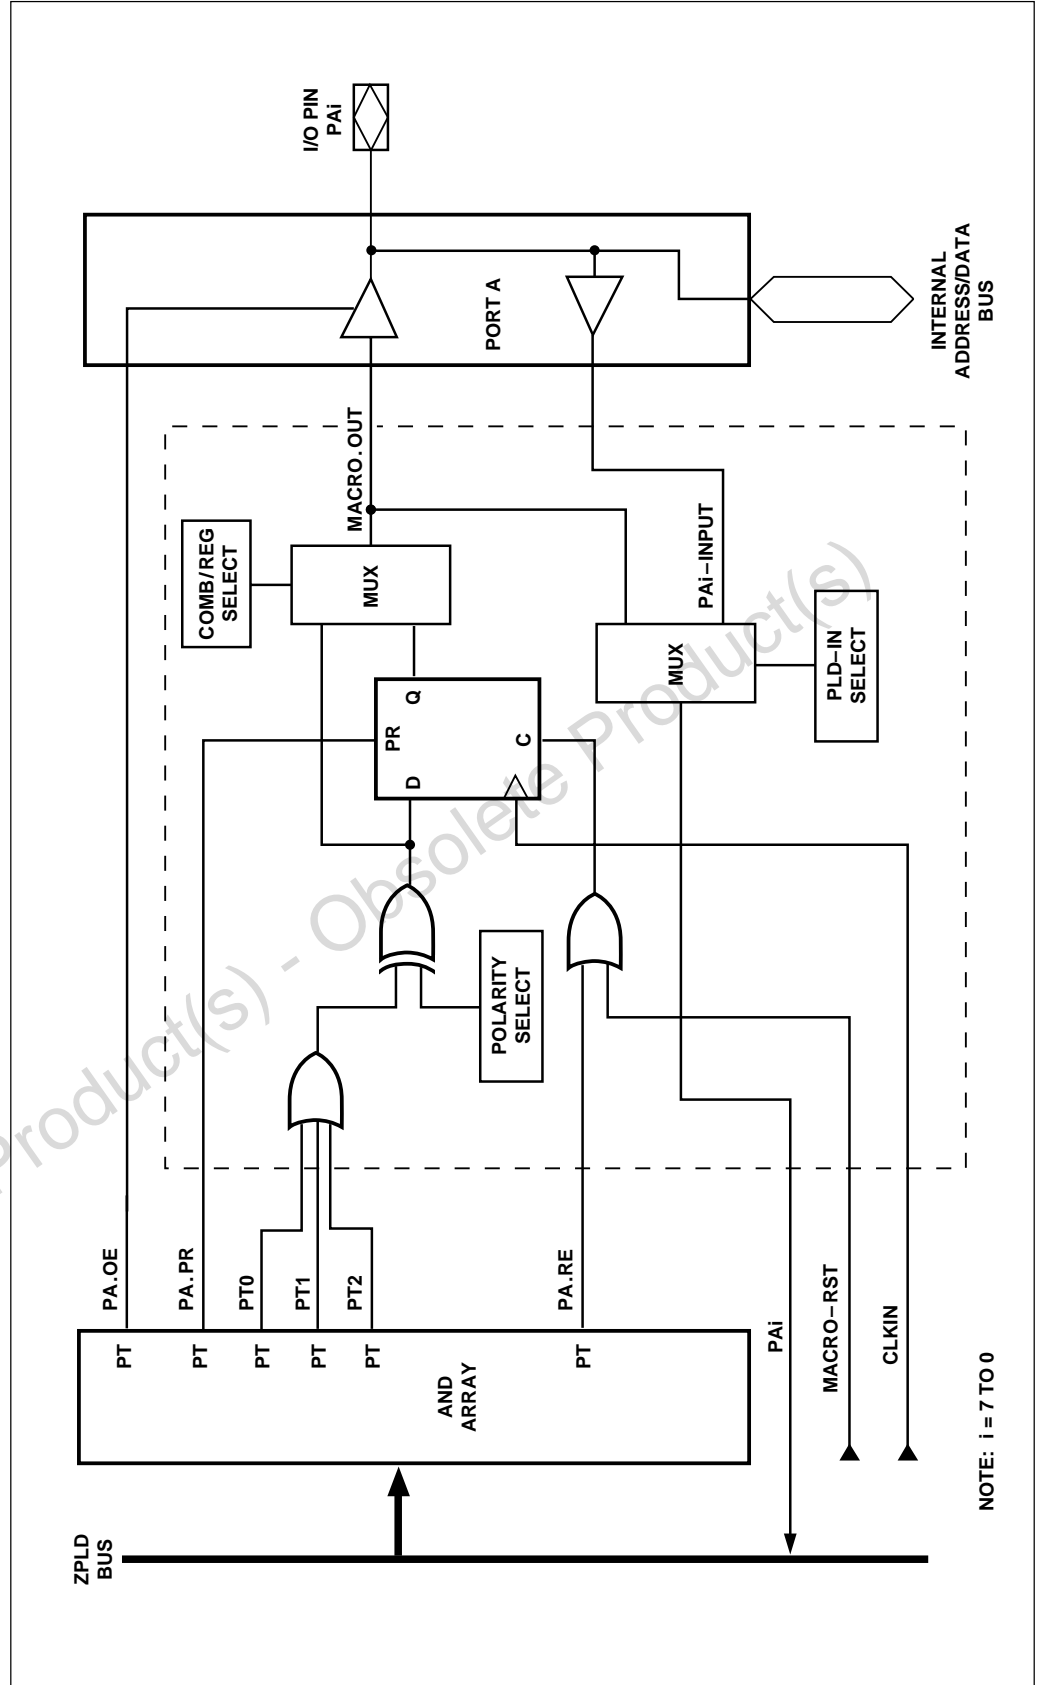 I/O PIN
PAi
PORT A
INTERNAL
ADDRESS/DATA
BUS
MACRO.OUT
COMB/REG
SELECT
MUX
PAi–INPUT
MUX
PLD–IN
SELECT
PR
Q
D
C
POLARITY
SELECT
PA.OE
PA.PR
PT0
PT1
PT2
PA.RE
PAi
MACRO–RST
CLKIN
PT
PT
PT
PT
PT
PT
AND
ARRAY
ZPLD
BUS
NOTE: i = 7 TO 0
Product(s) - Obsolete Product(s)